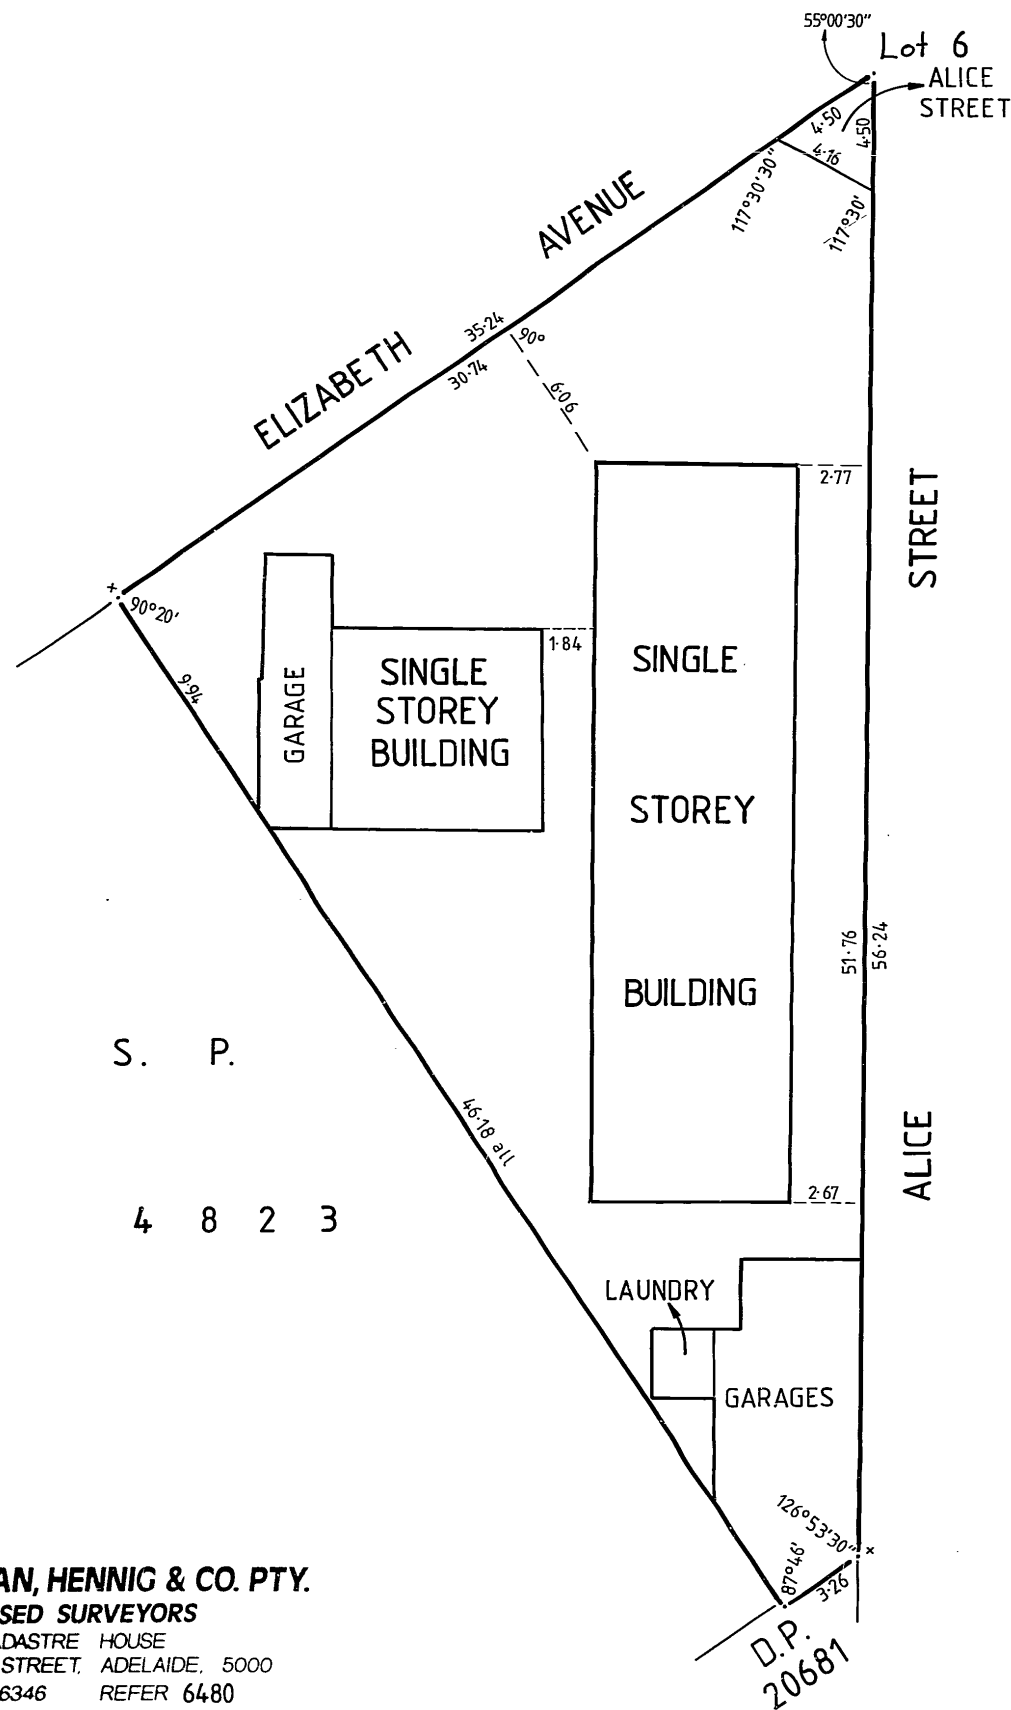 55°00'30"
Lot 6
ALICE
STREET
4·50
4·50
4·16
117°30'30"
117°30'
ELIZABETH AVENUE
35·24
30·74
90°
6·06
2·77
STREET
90°20'
9·94
1·84
GARAGE
SINGLE
STOREY
BUILDING
SINGLE
STOREY
BUILDING
51·76
56·24
S. P.
46·18 all
4 8 2 3
ALICE
2·67
LAUNDRY
GARAGES
126°53'30"
87°46'
3·26
D.P.
20681
AN, HENNIG & CO. PTY.
SED SURVEYORS
DASTRE HOUSE
STREET, ADELAIDE, 5000
6346 REFER 6480